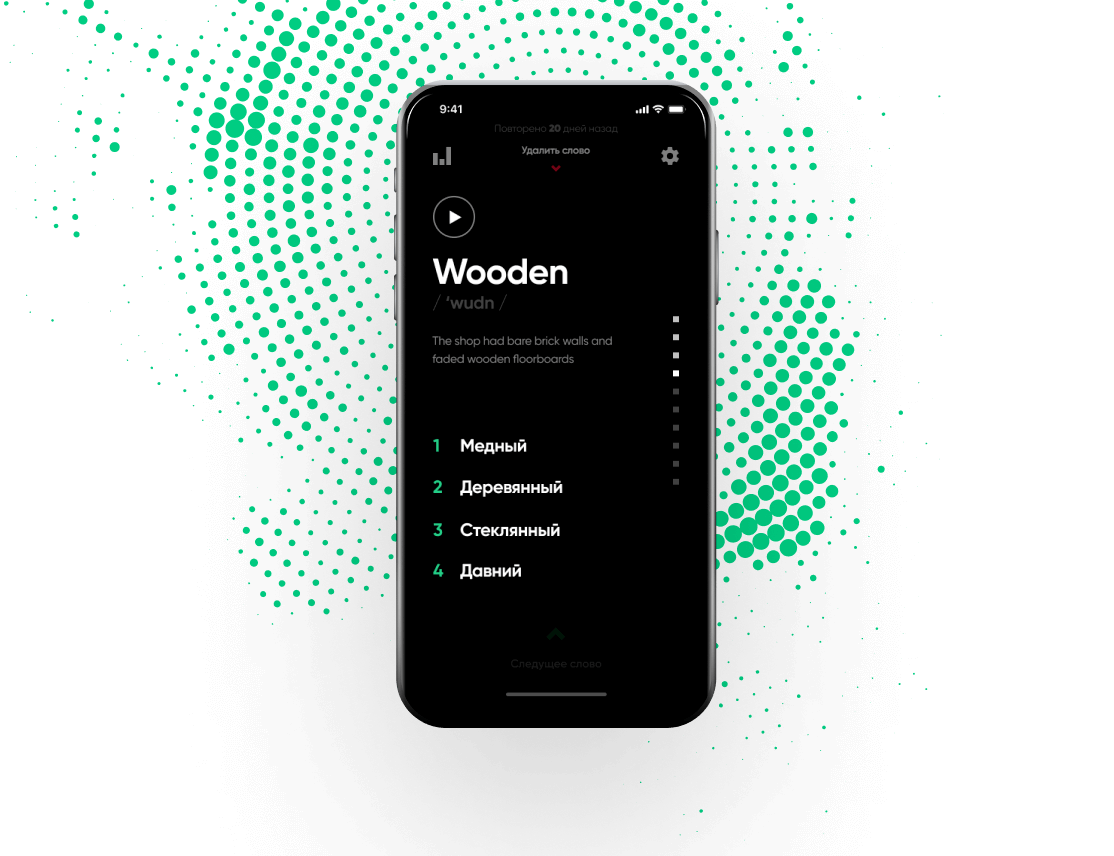 9:41
Повторено 20 дней назад
Удалить слово
Wooden
/ 'wudn /
The shop had bare brick walls and
faded wooden floorboards
1 Медный
2 Деревянный
3 Стеклянный
4 Давний
Следущее слово